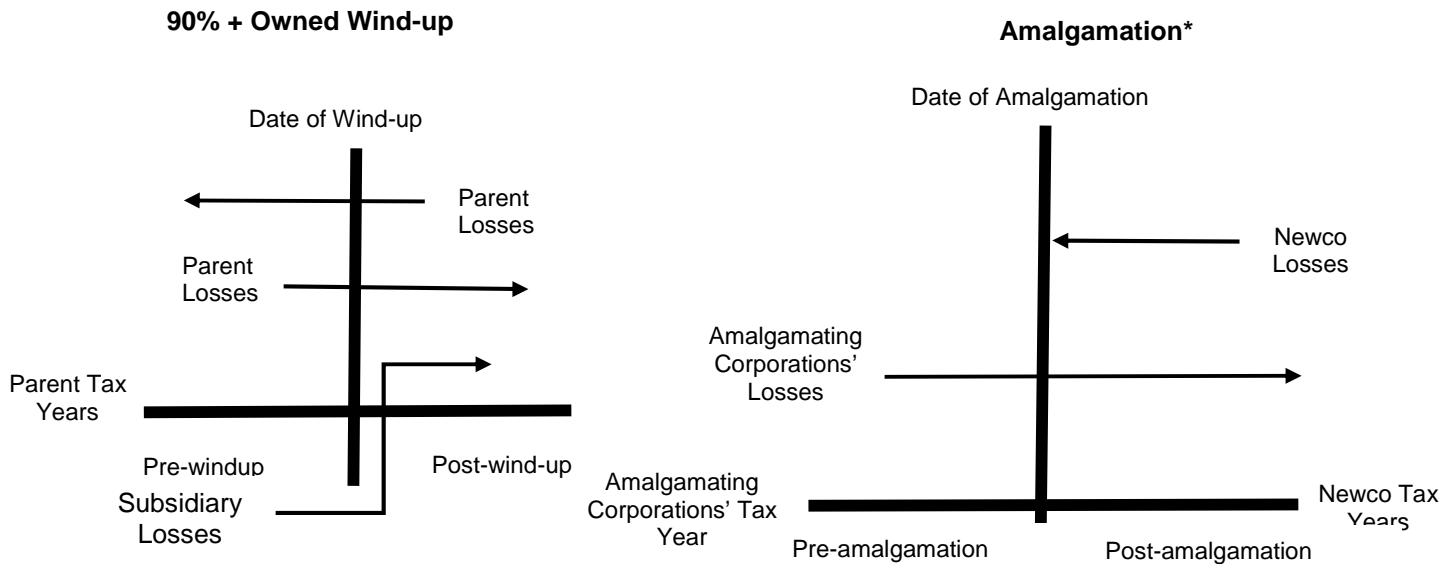 90% + Owned Wind-up
Date of Wind-up
Parent
Losses
Parent
Losses
Parent Tax
Years
Pre-windup
Post-wind-up
Subsidiary
Losses
Amalgamation*
Date of Amalgamation
Newco
Losses
Amalgamating
Corporations’
Losses
Amalgamating
Corporations’ Tax
Year
Newco Tax
Years
Pre-amalgamation
Post-amalgamation